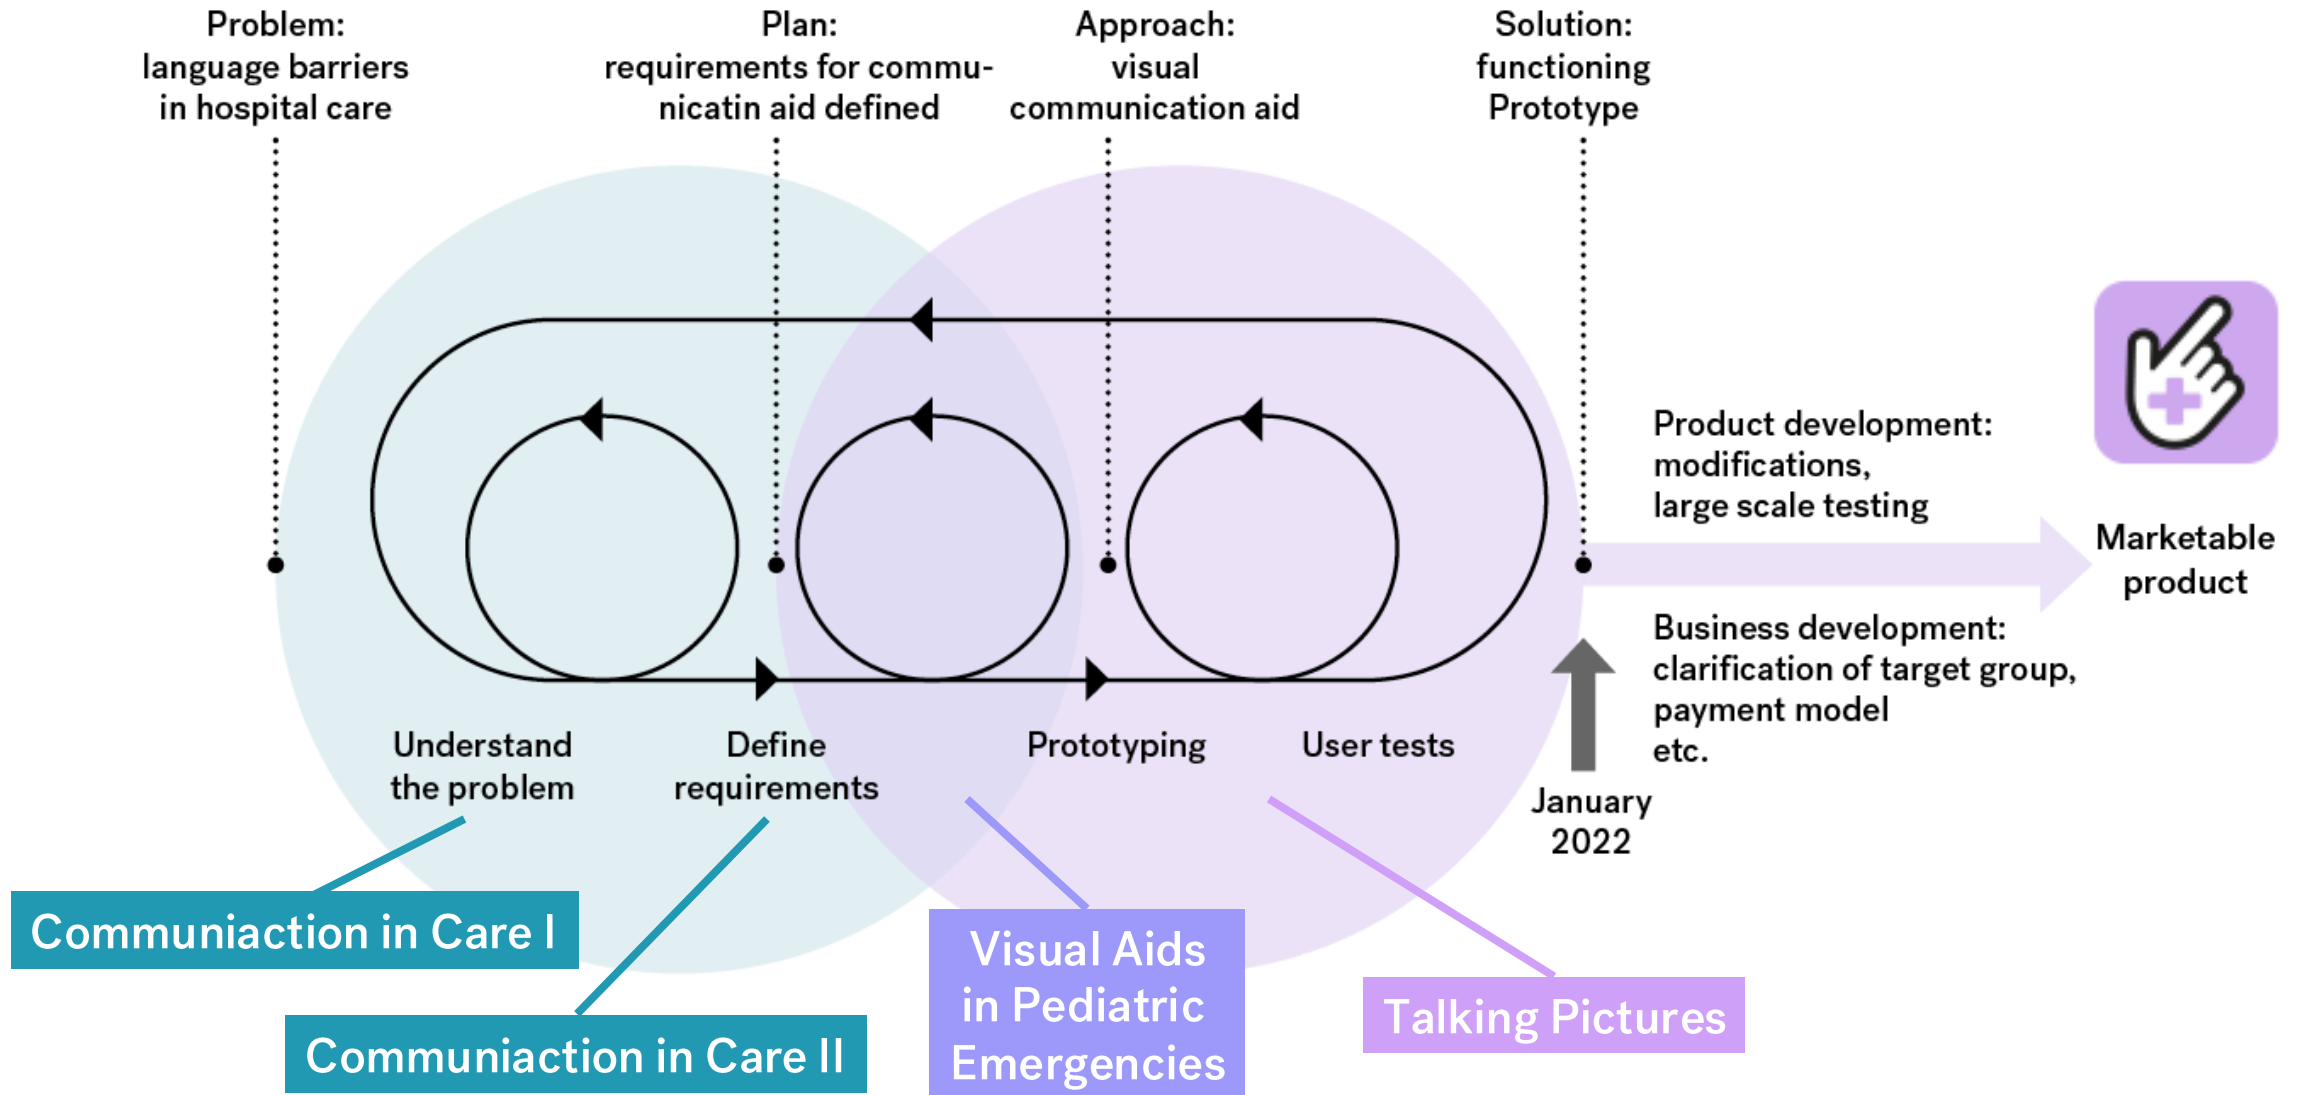 Problem:
language barriers
in hospital care
Plan:
requirements for commu-
nicatin aid defined
Approach:
visual
communication aid
Solution:
functioning
Prototype
Product development:
modifications,
large scale testing
Marketable
product
Business development:
clarification of target group,
payment model
etc.
Understand
the problem
Define
requirements
Prototyping
User tests
January
2022
Communiaction in Care I
Communiaction in Care II
Visual Aids
in Pediatric
Emergencies
Talking Pictures